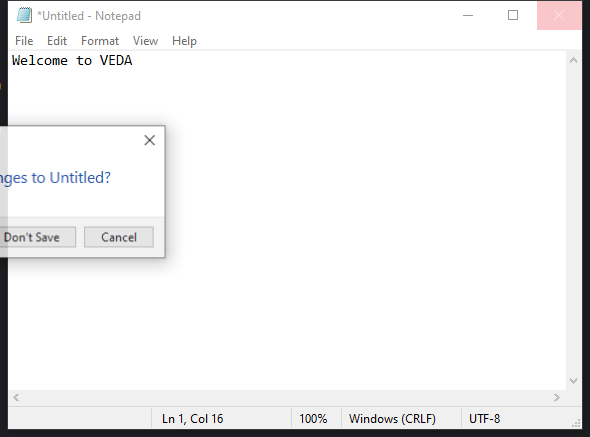 *Untitled - Notepad
File Edit Format View Help
Welcome to VEDA
nges to Untitled?
Don't Save Cancel
Ln 1, Col 16 100% Windows (CRLF) UTF-8